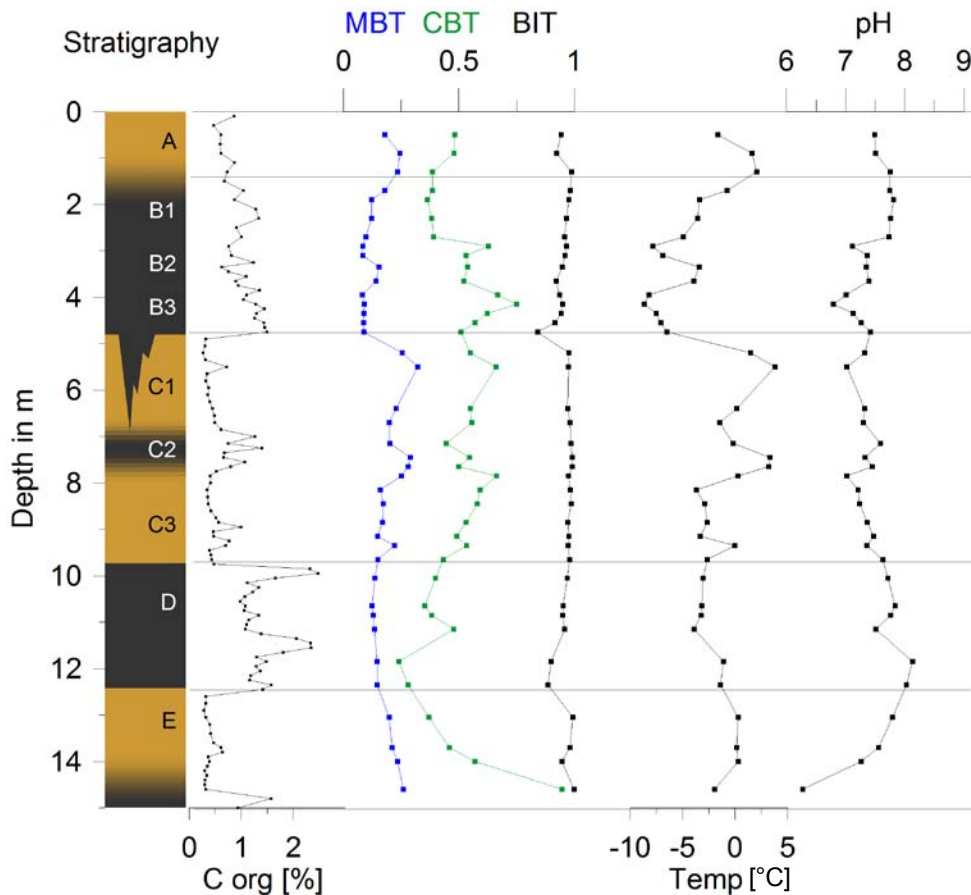 MBT CBT BIT pH
Stratigraphy
0 0.5 1 6 7 8 9
0
A
2
B1
B2
4
B3
C1
6
C2
8
C3
10
D
12
E
14
Depth in m
0 1 2 -10 -5 0 5
C org [%] Temp [°C]